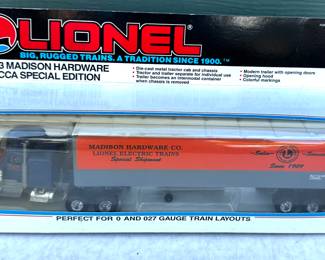 LIONEL
BIG, RUGGED TRAINS. A TRADITION SINCE 1900.™
3 MADISON HARDWARE
CCA SPECIAL EDITION
• Die-cast metal tractor cab and chassis
• Tractor and trailer separate for individual use
• Trailer becomes an intermodal container
when chassis is removed
• Modern trailer with opening doors
• Opening hood
• Colorful markings
MADISON HARDWARE CO.
LIONEL ELECTRIC TRAINS
Special Shipment
Sales
Since 1909
PERFECT FOR O AND 027 GAUGE TRAIN LAYOUTS